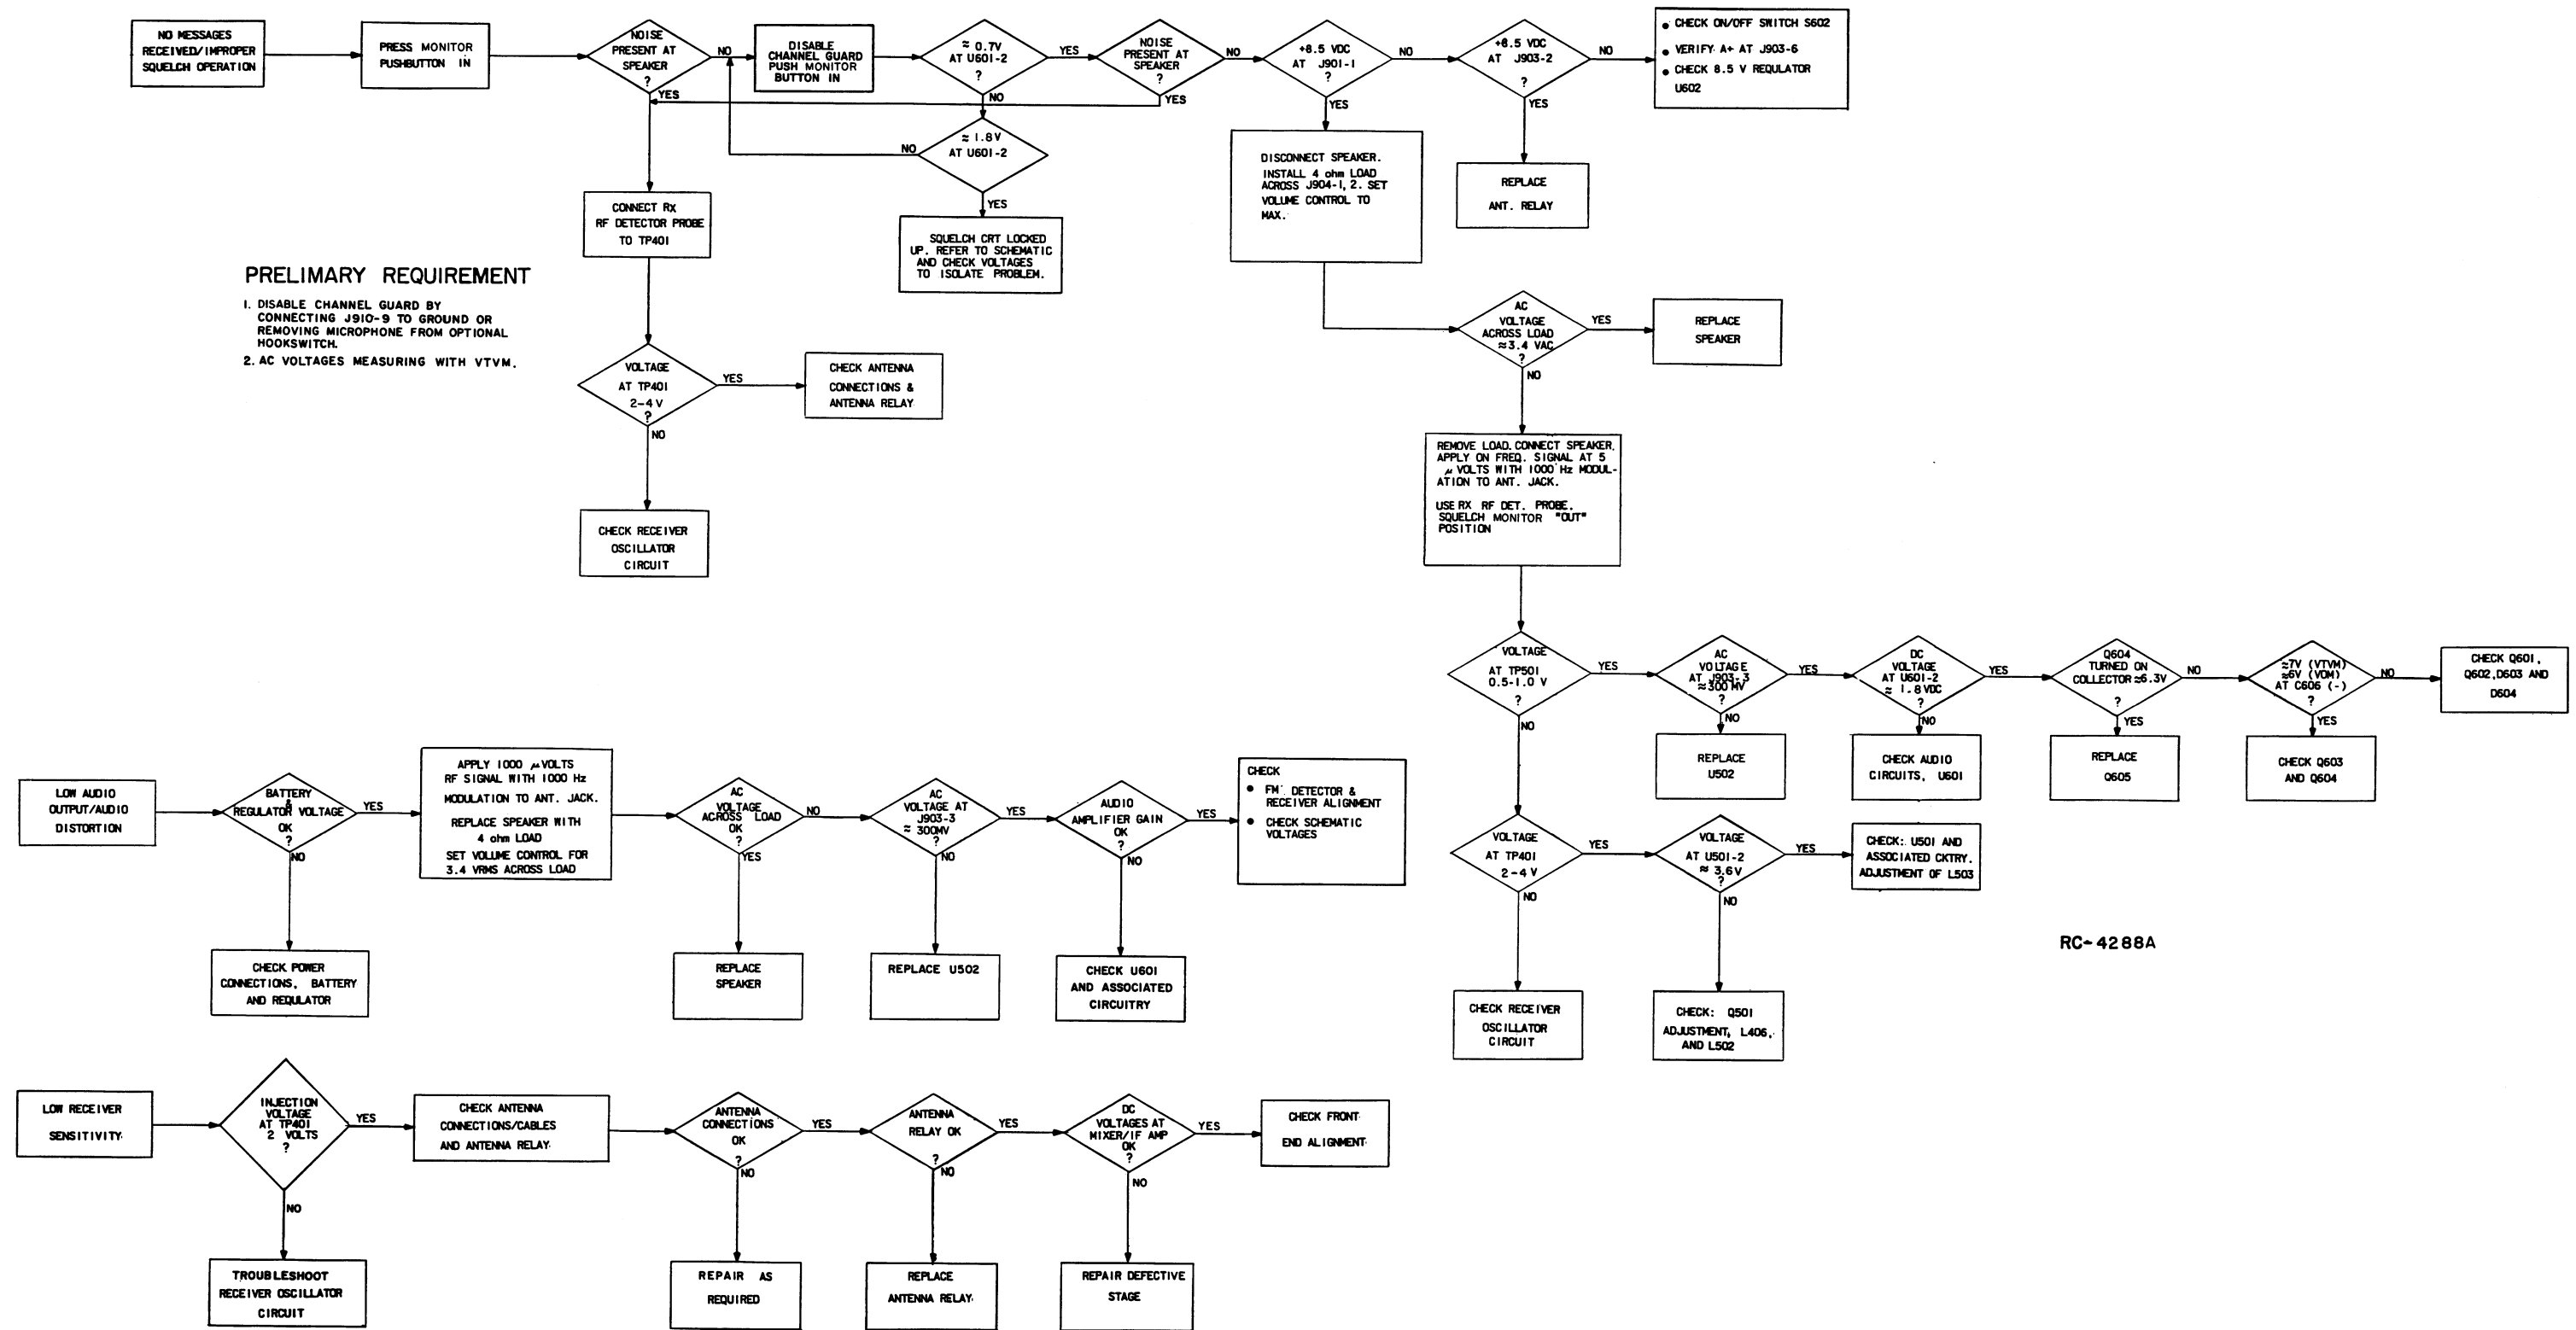 NO MESSAGES
RECEIVED/IMPROPER
SQUELCH OPERATION
PRESS MONITOR
PUSHBUTTON IN
NOISE
PRESENT AT
SPEAKER
?
NO
YES
DISABLE
CHANNEL GUARD
PUSH MONITOR
BUTTON IN
≈ 0.7V
AT U601-2
?
YES
NO
≈ 1.8V
AT U601-2
NO
YES
SQUELCH CRT LOCKED
UP. REFER TO SCHEMATIC
AND CHECK VOLTAGES
TO ISOLATE PROBLEM.
NOISE
PRESENT AT
SPEAKER
?
NO
YES
+8.5 VDC
AT J901-1
?
NO
YES
+8.5 VDC
AT J903-2
?
NO
YES
• CHECK ON/OFF SWITCH S602
• VERIFY A+ AT J903-6
• CHECK 8.5 V REQULATOR
U602
REPLACE
ANT. RELAY
DISCONNECT SPEAKER.
INSTALL 4 ohm LOAD
ACROSS J904-1, 2. SET
VOLUME CONTROL TO
MAX.
CONNECT RX
RF DETECTOR PROBE
TO TP401
PRELIMARY REQUIREMENT
1. DISABLE CHANNEL GUARD BY
CONNECTING J910-9 TO GROUND OR
REMOVING MICROPHONE FROM OPTIONAL
HOOKSWITCH.
2. AC VOLTAGES MEASURING WITH VTVM.
VOLTAGE
AT TP401
2-4 V
?
YES
NO
CHECK ANTENNA
CONNECTIONS &
ANTENNA RELAY
CHECK RECEIVER
OSCILLATOR
CIRCUIT
AC
VOLTAGE
ACROSS LOAD
≈3.4 VAC
?
YES
NO
REPLACE
SPEAKER
REMOVE LOAD. CONNECT SPEAKER.
APPLY ON FREQ. SIGNAL AT 5
μ VOLTS WITH 1000 Hz MODUL-
ATION TO ANT. JACK.
USE RX RF DET. PROBE.
SQUELCH MONITOR "OUT"
POSITION
VOLTAGE
AT TP501
0.5-1.0 V
?
YES
NO
AC
VOLTAGE
AT J903-3
≈300 MV
?
YES
NO
REPLACE
U502
DC
VOLTAGE
AT U601-2
≈ 1.8 VDC
?
YES
NO
CHECK AUDIO
CIRCUITS, U601
Q604
TURNED ON
COLLECTOR ≈6.3V
?
NO
YES
REPLACE
Q605
≈7V (VTVM)
≈6V (VOM)
AT C606 (-)
?
NO
YES
CHECK Q603
AND Q604
CHECK Q601,
Q602, D603 AND
D604
VOLTAGE
AT TP401
2-4 V
?
YES
NO
VOLTAGE
AT U501-2
≈ 3.6V
?
YES
NO
CHECK: U501 AND
ASSOCIATED CKTRY.
ADJUSTMENT OF L503
CHECK RECEIVER
OSCILLATOR
CIRCUIT
CHECK: Q501
ADJUSTMENT, L406,
AND L502
RC-4288A
LOW AUDIO
OUTPUT/AUDIO
DISTORTION
BATTERY
&
REGULATOR VOLTAGE
OK
?
YES
NO
CHECK POWER
CONNECTIONS, BATTERY
AND REQULATOR
APPLY 1000 μVOLTS
RF SIGNAL WITH 1000 Hz
MODULATION TO ANT. JACK.
REPLACE SPEAKER WITH
4 ohm LOAD
SET VOLUME CONTROL FOR
3.4 VRMS ACROSS LOAD
AC
VOLTAGE
ACROSS LOAD
OK
?
NO
YES
REPLACE
SPEAKER
AC
VOLTAGE AT
J903-3
≈ 300MV
?
YES
NO
REPLACE U502
AUDIO
AMPLIFIER GAIN
OK
?
YES
NO
CHECK U601
AND ASSOCIATED
CIRCUITRY
CHECK
• FM DETECTOR &
RECEIVER ALIGNMENT
• CHECK SCHEMATIC
VOLTAGES
LOW RECEIVER
SENSITIVITY
INJECTION
VOLTAGE
AT TP401
2 VOLTS
?
YES
NO
TROUBLESHOOT
RECEIVER OSCILLATOR
CIRCUIT
CHECK ANTENNA
CONNECTIONS/CABLES
AND ANTENNA RELAY
ANTENNA
CONNECTIONS
OK
?
YES
NO
REPAIR AS
REQUIRED
ANTENNA
RELAY OK
?
YES
NO
REPLACE
ANTENNA RELAY
DC
VOLTAGES AT
MIXER/IF AMP
OK
?
YES
NO
REPAIR DEFECTIVE
STAGE
CHECK FRONT
END ALIGNMENT